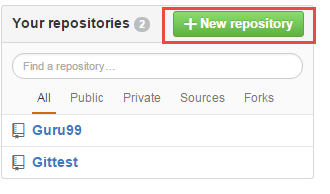 Your repositories 2 + New repository
Find a repository...
All Public Private Sources Forks
Guru99
Gittest